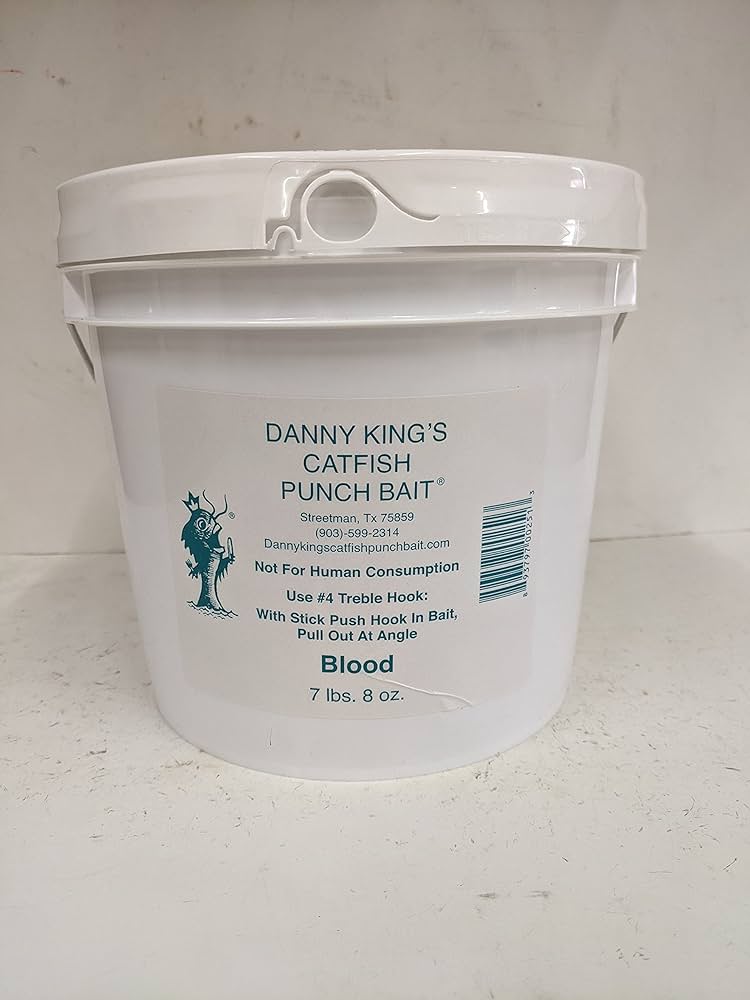 DANNY KING'S
CATFISH
PUNCH BAIT®
Streetman, Tx 75859
(903)-599-2314
Dannykingscatfishpunchbait.com
Not For Human Consumption
Use #4 Treble Hook:
With Stick Push Hook In Bait,
Pull Out At Angle
Blood
7 lbs. 8 oz.
®